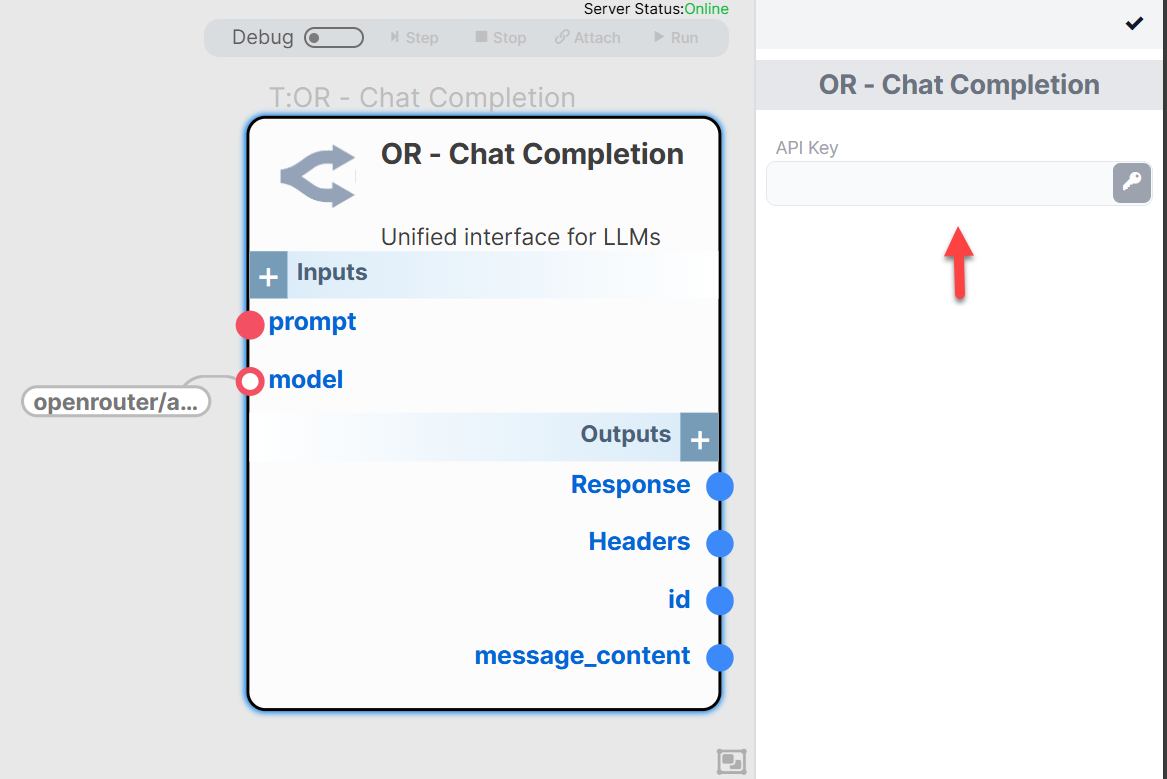 Server Status:Online
Debug Step Stop Attach Run
T:OR - Chat Completion
OR - Chat Completion
Unified interface for LLMs
Inputs
prompt
model
openrouter/a...
Outputs
Response
Headers
id
message_content
OR - Chat Completion
API Key